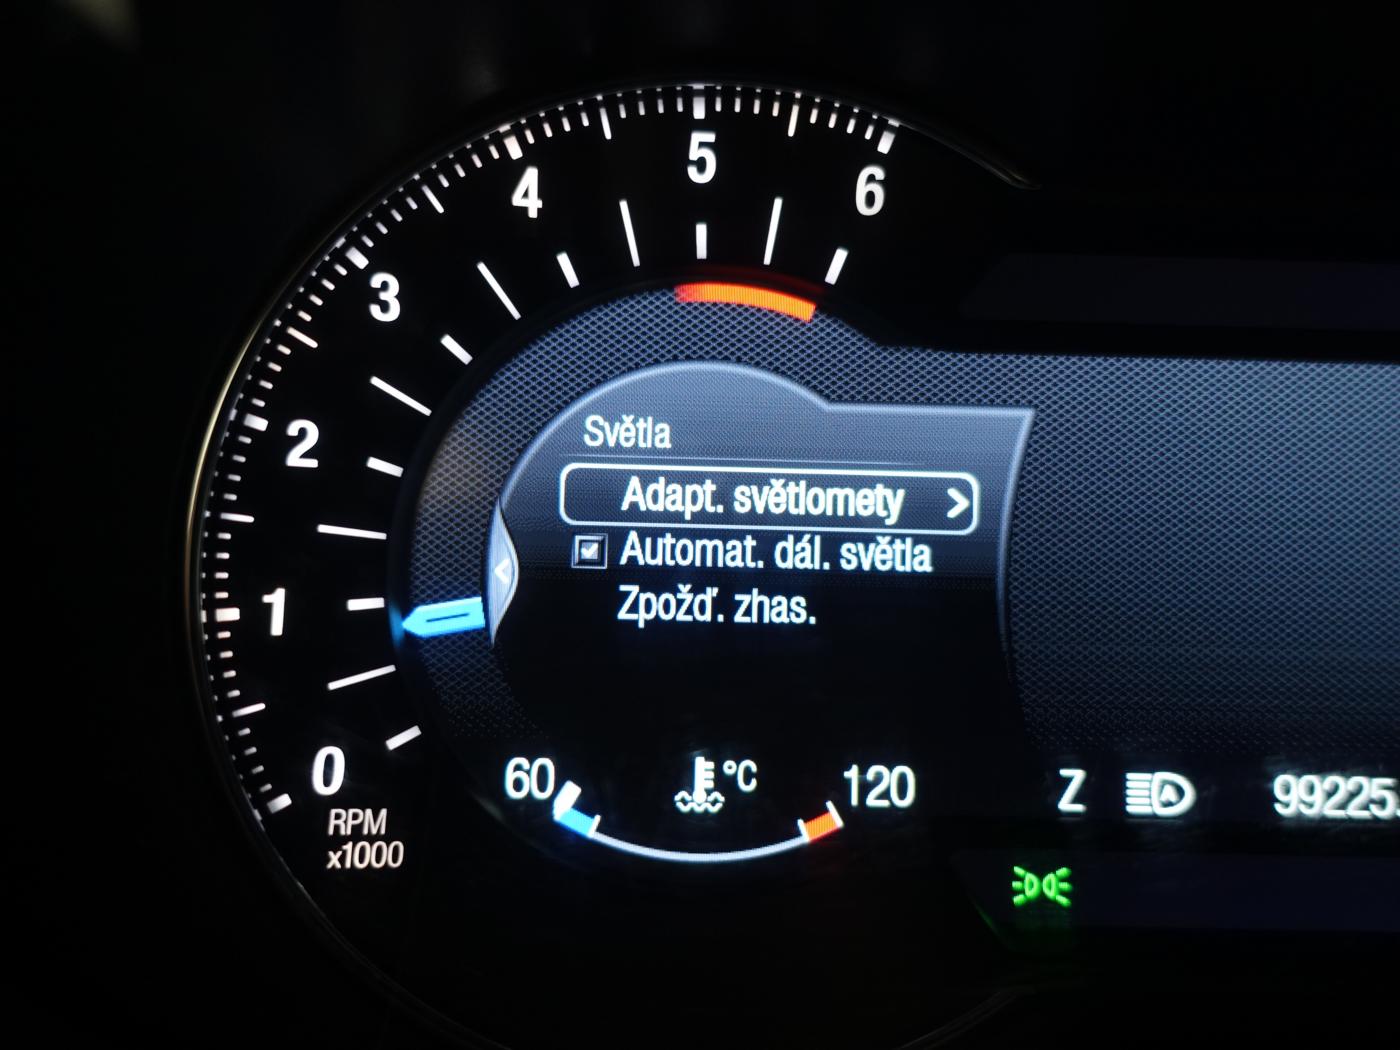 5
4
6
3
2
1
0
RPM
x1000
Světla
Adapt. světlomety
Automat. dál. světla
Zpožď. zhas.
60 °C 120
Z 99225.